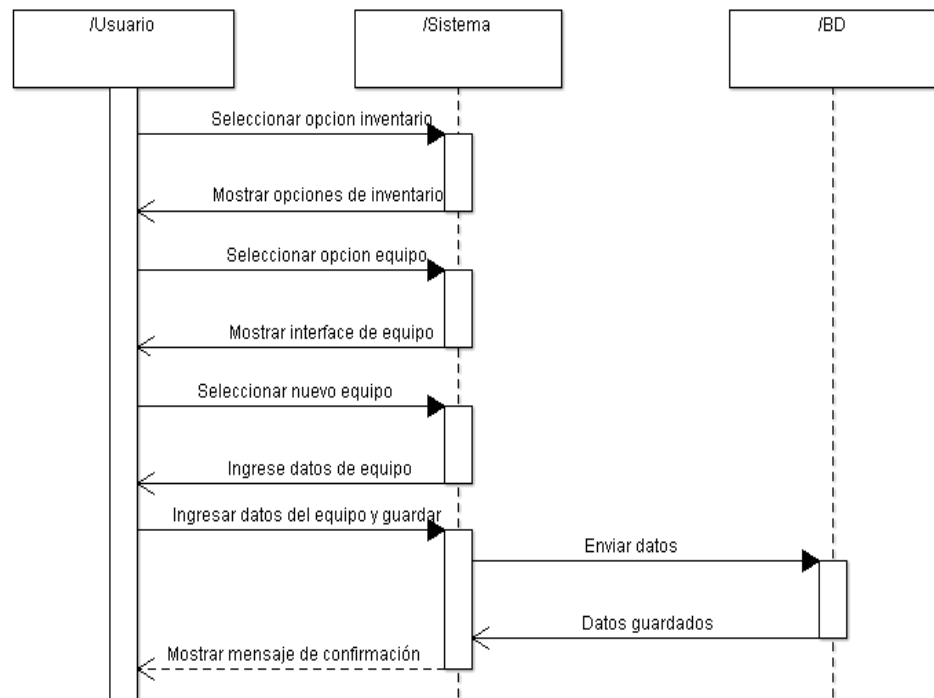 /Usuario
/Sistema
/BD
Seleccionar opcion inventario
Mostrar opciones de inventario
Seleccionar opcion equipo
Mostrar interface de equipo
Seleccionar nuevo equipo
Ingrese datos de equipo
Ingresar datos del equipo y guardar
Enviar datos
Datos guardados
Mostrar mensaje de confirmación